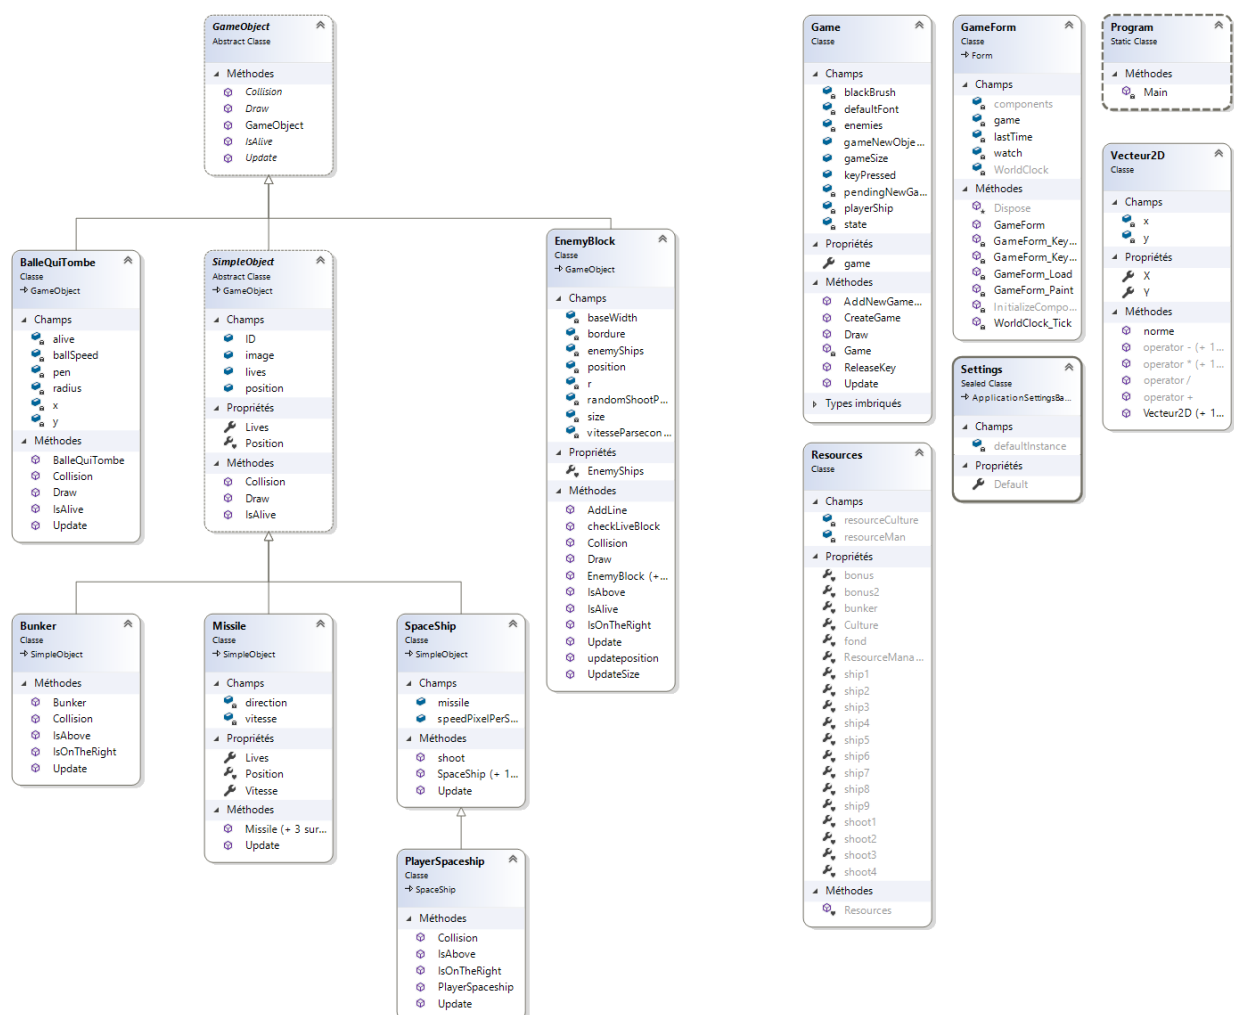 GameObject
Abstract Classe
Méthodes
Collision
Draw
GameObject
IsAlive
Update
BalleQuiTombe
Classe
GameObject
Champs
alive
ballSpeed
pen
radius
x
y
Méthodes
BalleQuiTombe
Collision
Draw
IsAlive
Update
SimpleObject
Abstract Classe
GameObject
Champs
ID
image
lives
position
Propriétés
Lives
Position
Méthodes
Collision
Draw
IsAlive
EnemyBlock
Classe
GameObject
Champs
baseWidth
bordure
enemyShips
position
r
randomShootP...
size
vitesseParsecon...
Propriétés
EnemyShips
Méthodes
AddLine
checkLiveBlock
Collision
Draw
EnemyBlock (+...
IsAbove
IsAlive
IsOnTheRight
Update
updateposition
UpdateSize
Bunker
Classe
SimpleObject
Méthodes
Bunker
Collision
IsAbove
IsOnTheRight
Update
Missile
Classe
SimpleObject
Champs
direction
vitesse
Propriétés
Lives
Position
Vitesse
Méthodes
Missile (+ 3 sur...
Update
SpaceShip
Classe
SimpleObject
Champs
missile
speedPixelPerS...
Méthodes
shoot
SpaceShip (+ 1...
Update
PlayerSpaceship
Classe
SpaceShip
Méthodes
Collision
IsAbove
IsOnTheRight
PlayerSpaceship
Update
Game
Classe
Champs
blackBrush
defaultFont
enemies
gameNewObje...
gameSize
keyPressed
pendingNewGa...
playerShip
state
Propriétés
game
Méthodes
AddNewGame...
CreateGame
Draw
Game
ReleaseKey
Update
Types imbriqués
GameForm
Classe
Form
Champs
components
game
lastTime
watch
WorldClock
Méthodes
Dispose
GameForm
GameForm_Key...
GameForm_Key...
GameForm_Load
GameForm_Paint
InitializeCompo...
WorldClock_Tick
Program
Static Classe
Méthodes
Main
Vecteur2D
Classe
Champs
x
y
Propriétés
X
Y
Méthodes
norme
operator - (+ 1...
operator * (+ 1...
operator /
operator +
Vecteur2D (+ 1...
Settings
Sealed Classe
ApplicationSettingsBa...
Champs
defaultInstance
Propriétés
Default
Resources
Classe
Champs
resourceCulture
resourceMan
Propriétés
bonus
bonus2
bunker
Culture
fond
ResourceMana...
ship1
ship2
ship3
ship4
ship5
ship6
ship7
ship8
ship9
shoot1
shoot2
shoot3
shoot4
Méthodes
Resources